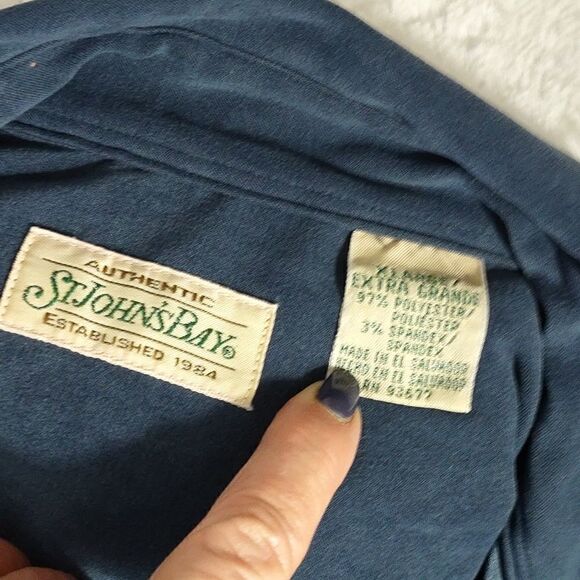 AUTHENTIC
ST. JOHN'S BAY®
ESTABLISHED 1984
XLARGE/
EXTRA GRANDE
97% POLYESTER/
POLIESTER
3% SPANDEX/
SPANDEX
MADE IN EL SALVADOR
HECHO EN EL SALVADOR
RN 93677